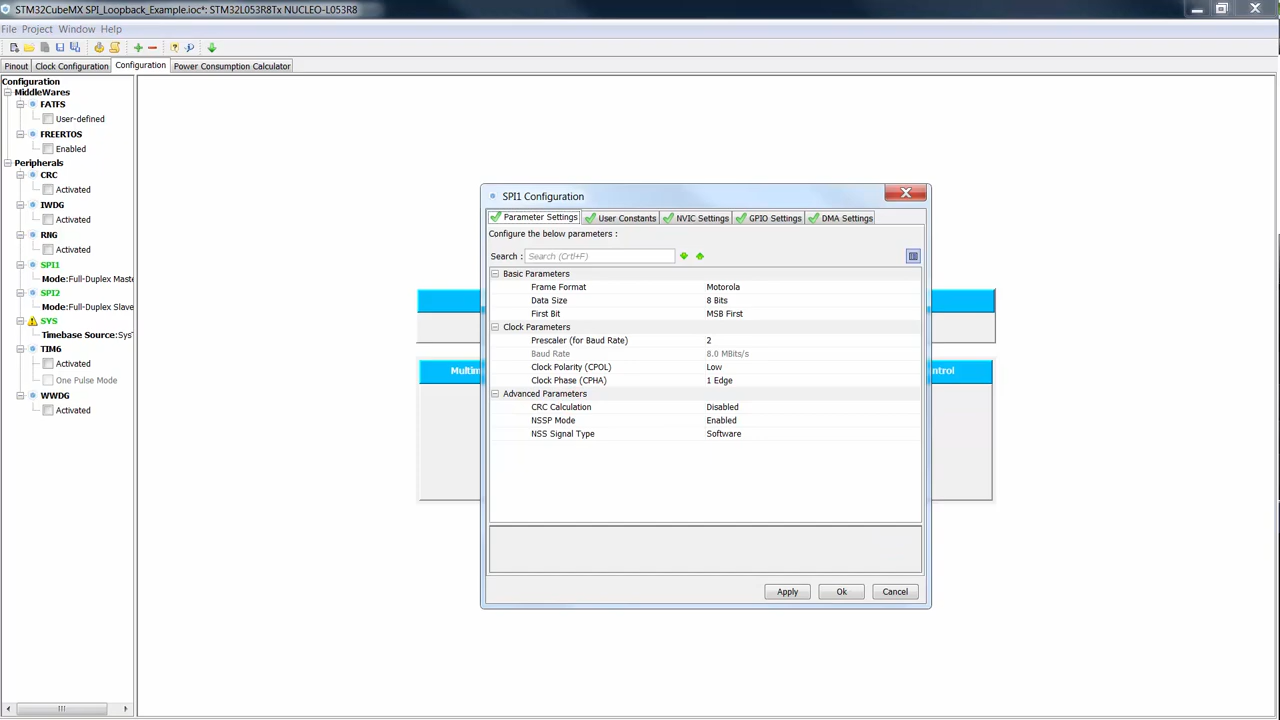 STM32CubeMX SPI_Loopback_Example.ioc*: STM32L053R8Tx NUCLEO-L053R8
File Project Window Help
Pinout Clock Configuration Configuration Power Consumption Calculator
Configuration
MiddleWares
FATFS
User-defined
FREERTOS
Enabled
Peripherals
CRC
Activated
IWDG
Activated
RNG
Activated
SPI1
Mode:Full-Duplex Maste
SPI2
Mode:Full-Duplex Slave
SYS
Timebase Source:SysT
TIM6
Activated
One Pulse Mode
WWDG
Activated
Multim
ntrol
SPI1 Configuration
Parameter Settings User Constants NVIC Settings GPIO Settings DMA Settings
Configure the below parameters :
Search : Search (Crtl+F)
Basic Parameters
Frame Format Motorola
Data Size 8 Bits
First Bit MSB First
Clock Parameters
Prescaler (for Baud Rate) 2
Baud Rate 8.0 MBits/s
Clock Polarity (CPOL) Low
Clock Phase (CPHA) 1 Edge
Advanced Parameters
CRC Calculation Disabled
NSSP Mode Enabled
NSS Signal Type Software
Apply Ok Cancel